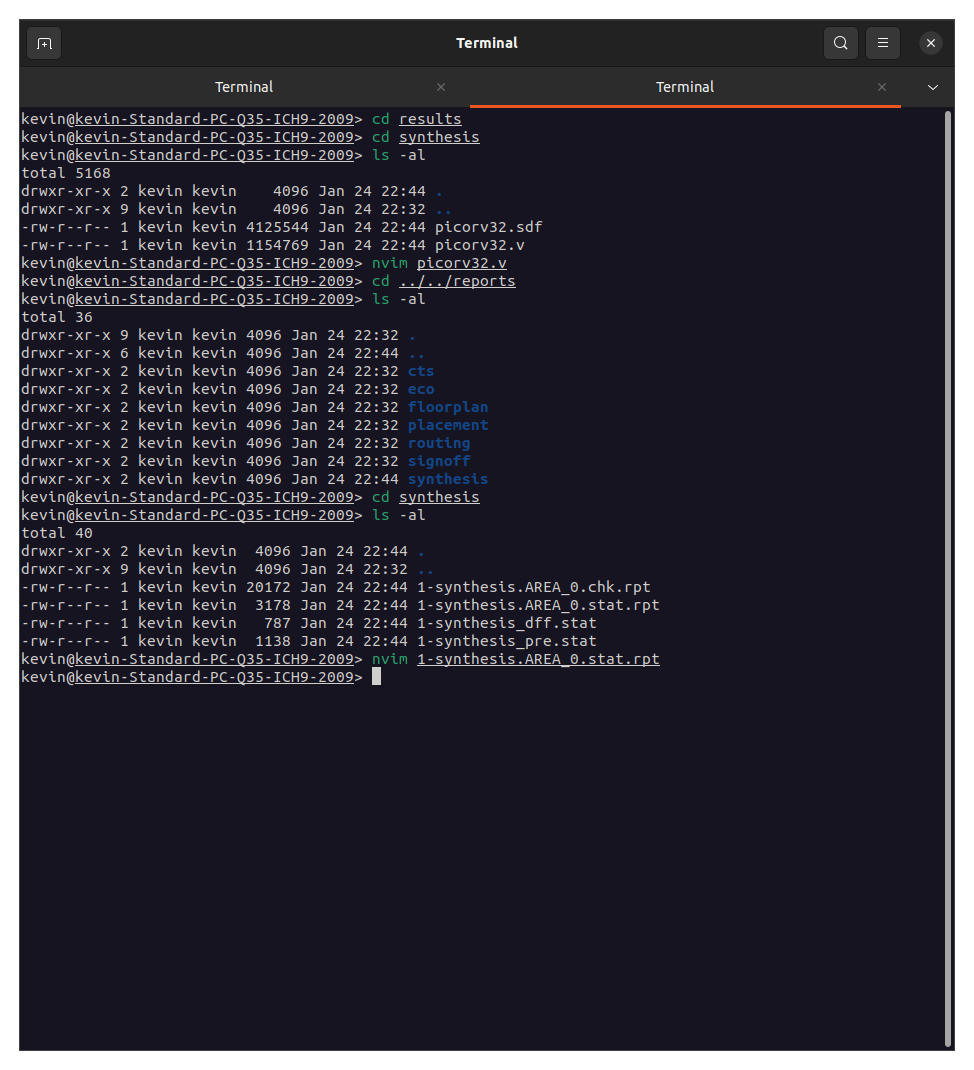 Terminal
Terminal
Terminal
kevin@kevin-Standard-PC-Q35-ICH9-2009> cd results
kevin@kevin-Standard-PC-Q35-ICH9-2009> cd synthesis
kevin@kevin-Standard-PC-Q35-ICH9-2009> ls -al
total 5168
drwxr-xr-x 2 kevin kevin    4096 Jan 24 22:44 .
drwxr-xr-x 9 kevin kevin    4096 Jan 24 22:32 ..
-rw-r--r-- 1 kevin kevin 4125544 Jan 24 22:44 picorv32.sdf
-rw-r--r-- 1 kevin kevin 1154769 Jan 24 22:44 picorv32.v
kevin@kevin-Standard-PC-Q35-ICH9-2009> nvim picorv32.v
kevin@kevin-Standard-PC-Q35-ICH9-2009> cd ../../reports
kevin@kevin-Standard-PC-Q35-ICH9-2009> ls -al
total 36
drwxr-xr-x 9 kevin kevin 4096 Jan 24 22:32 .
drwxr-xr-x 6 kevin kevin 4096 Jan 24 22:44 ..
drwxr-xr-x 2 kevin kevin 4096 Jan 24 22:32 cts
drwxr-xr-x 2 kevin kevin 4096 Jan 24 22:32 eco
drwxr-xr-x 2 kevin kevin 4096 Jan 24 22:32 floorplan
drwxr-xr-x 2 kevin kevin 4096 Jan 24 22:32 placement
drwxr-xr-x 2 kevin kevin 4096 Jan 24 22:32 routing
drwxr-xr-x 2 kevin kevin 4096 Jan 24 22:32 signoff
drwxr-xr-x 2 kevin kevin 4096 Jan 24 22:44 synthesis
kevin@kevin-Standard-PC-Q35-ICH9-2009> cd synthesis
kevin@kevin-Standard-PC-Q35-ICH9-2009> ls -al
total 40
drwxr-xr-x 2 kevin kevin  4096 Jan 24 22:44 .
drwxr-xr-x 9 kevin kevin  4096 Jan 24 22:32 ..
-rw-r--r-- 1 kevin kevin 20172 Jan 24 22:44 1-synthesis.AREA_0.chk.rpt
-rw-r--r-- 1 kevin kevin  3178 Jan 24 22:44 1-synthesis.AREA_0.stat.rpt
-rw-r--r-- 1 kevin kevin   787 Jan 24 22:44 1-synthesis_dff.stat
-rw-r--r-- 1 kevin kevin  1138 Jan 24 22:44 1-synthesis_pre.stat
kevin@kevin-Standard-PC-Q35-ICH9-2009> nvim 1-synthesis.AREA_0.stat.rpt
kevin@kevin-Standard-PC-Q35-ICH9-2009>